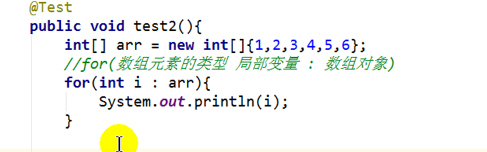 @Test
public void test2(){
int[] arr = new int[]{1,2,3,4,5,6};
//for(数组元素的类型 局部变量 : 数组对象)
for(int i : arr){
System.out.println(i);
}